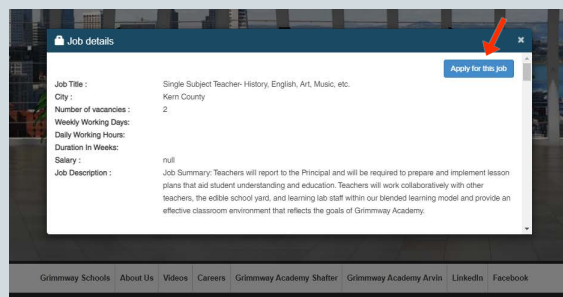 Job details
Apply for this job
Job Title : Single Subject Teacher- History, English, Art, Music, etc.
City : Kern County
Number of vacancies : 2
Weekly Working Days:
Daily Working Hours:
Duration In Weeks:
Salary : null
Job Description : Job Summary: Teachers will report to the Principal and will be required to prepare and implement lesson
plans that aid student understanding and education. Teachers will work collaboratively with other
teachers, the edible school yard, and learning lab staff within our blended learning model and provide an
effective classroom environment that reflects the goals of Grimmway Academy.
Grimmway Schools About Us Videos Careers Grimmway Academy Shafter Grimmway Academy Arvin LinkedIn Facebook